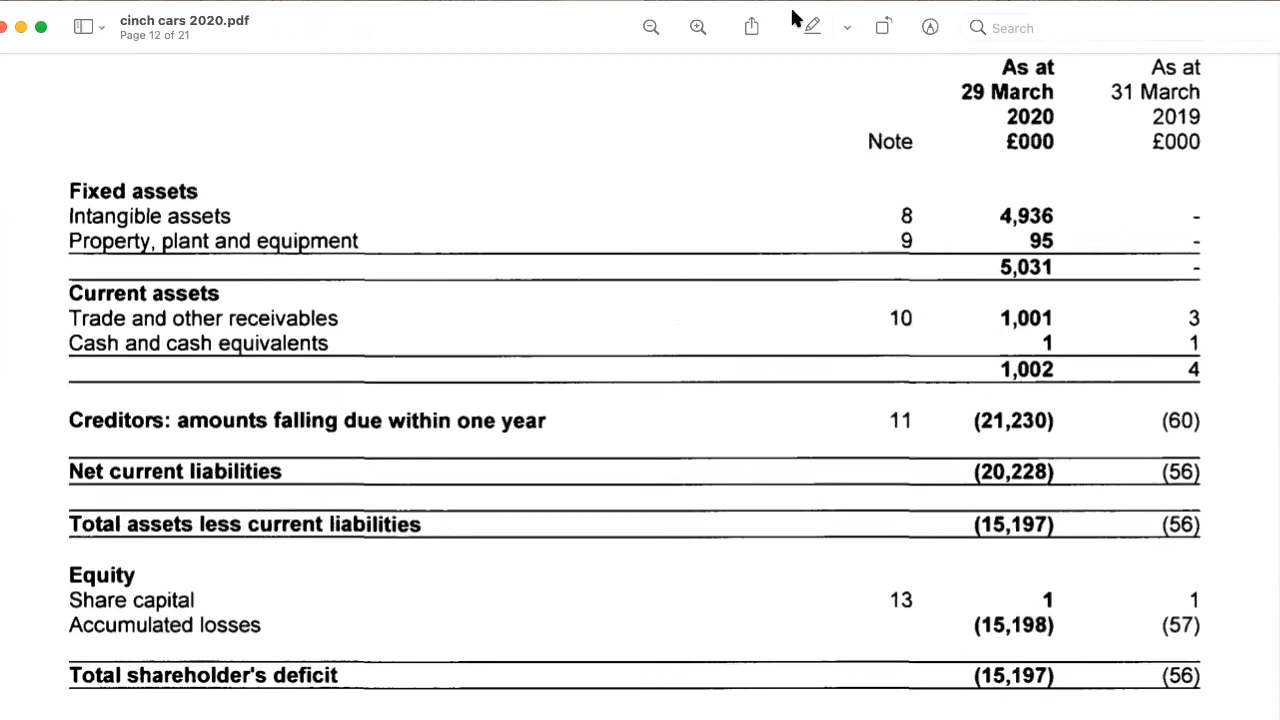 cinch cars 2020.pdf
Page 12 of 21
Search
As at As at
29 March 31 March
2020 2019
Note £000 £000
Fixed assets
Intangible assets 8 4,936 -
Property, plant and equipment 9 95 -
5,031 -
Current assets
Trade and other receivables 10 1,001 3
Cash and cash equivalents 1 1
1,002 4
Creditors: amounts falling due within one year 11 (21,230) (60)
Net current liabilities (20,228) (56)
Total assets less current liabilities (15,197) (56)
Equity
Share capital 13 1 1
Accumulated losses (15,198) (57)
Total shareholder's deficit (15,197) (56)